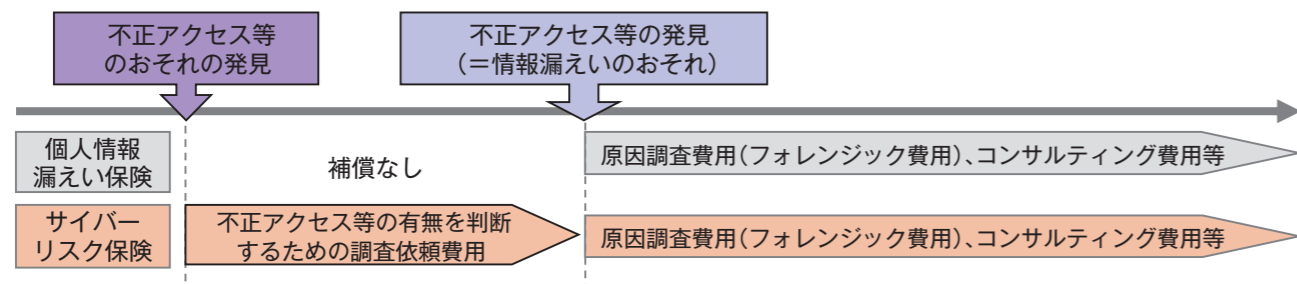 不正アクセス等
のおそれの発見
不正アクセス等の発見
（＝情報漏えいのおそれ）
個人情報
漏えい保険
補償なし
原因調査費用（フォレンジック費用）、コンサルティング費用等
サイバー
リスク保険
不正アクセス等の有無を判断
するための調査依頼費用
原因調査費用（フォレンジック費用）、コンサルティング費用等